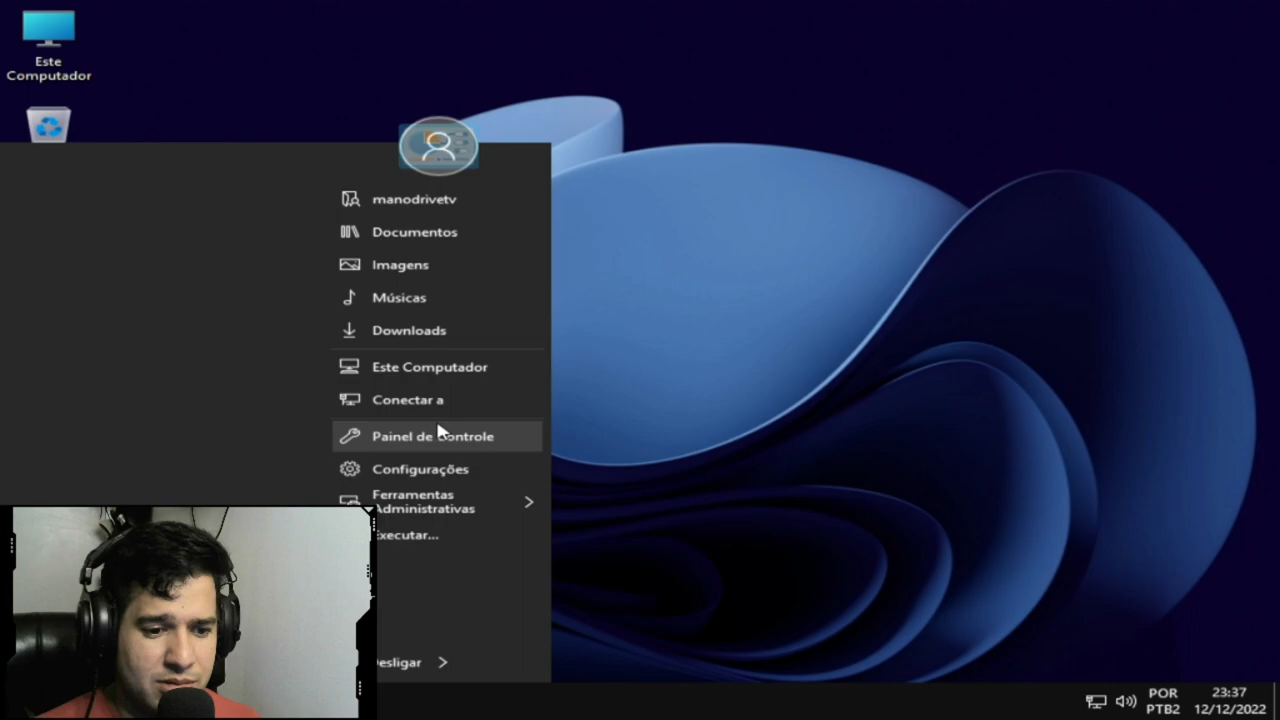 Este
Computador
manodrivetv
Documentos
Imagens
Músicas
Downloads
Este Computador
Conectar a
Painel de Controle
Configurações
Ferramentas
Administrativas
Executar...
Desligar
POR
PTB2
23:37
12/12/2022